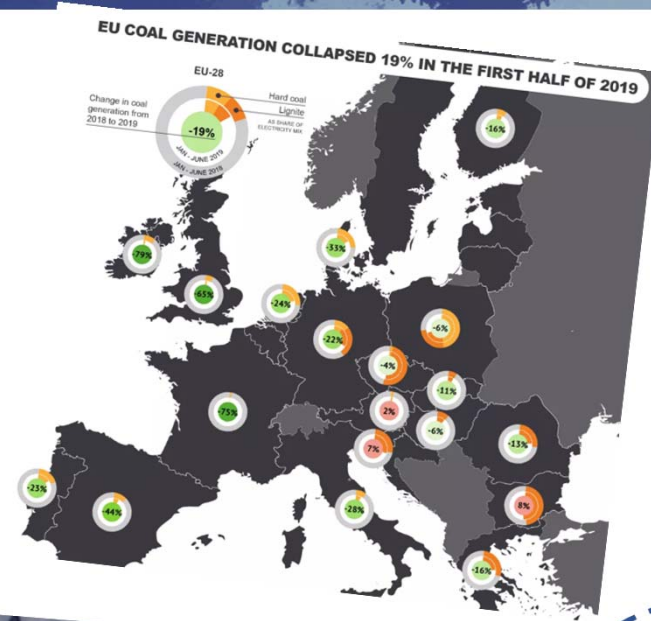 EU COAL GENERATION COLLAPSED 19% IN THE FIRST HALF OF 2019
EU-28
Hard coal
Lignite
AS SHARE OF
ELECTRICITY MIX
Change in coal
generation from
2018 to 2019
-19%
JAN - JUNE 2019
JAN - JUNE 2018
-16%
-33%
-79%
-65%
-24%
-22%
-6%
-4%
-11%
2%
-6%
-75%
7%
-13%
-23%
-44%
-28%
8%
-16%